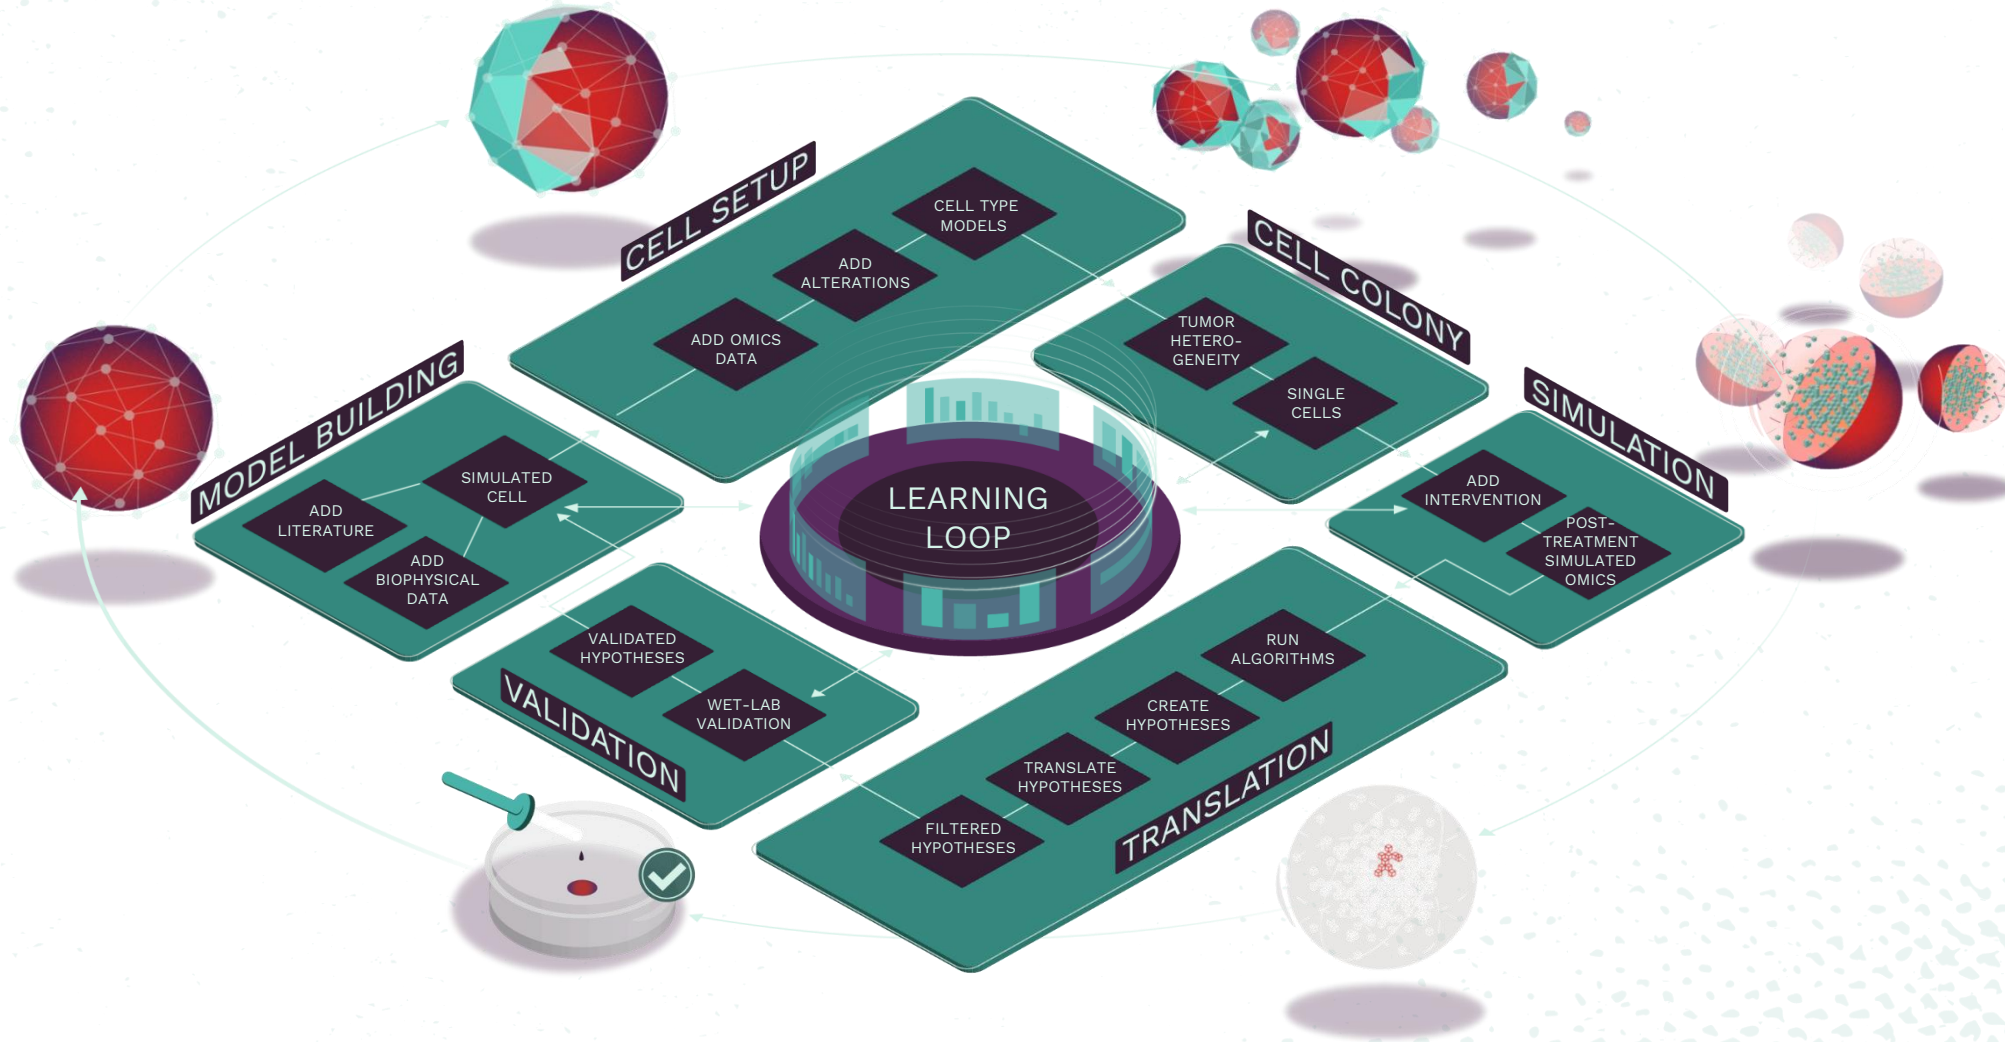 CELL SETUP
CELL TYPE
MODELS
ADD
ALTERATIONS
ADD OMICS
DATA
CELL COLONY
TUMOR
HETERO-
GENEITY
SINGLE
CELLS
SIMULATION
ADD
INTERVENTION
POST-
TREATMENT
SIMULATED
OMICS
MODEL BUILDING
SIMULATED
CELL
ADD
LITERATURE
ADD
BIOPHYSICAL
DATA
LEARNING
LOOP
VALIDATION
VALIDATED
HYPOTHESES
WET-LAB
VALIDATION
TRANSLATION
RUN
ALGORITHMS
CREATE
HYPOTHESES
TRANSLATE
HYPOTHESES
FILTERED
HYPOTHESES